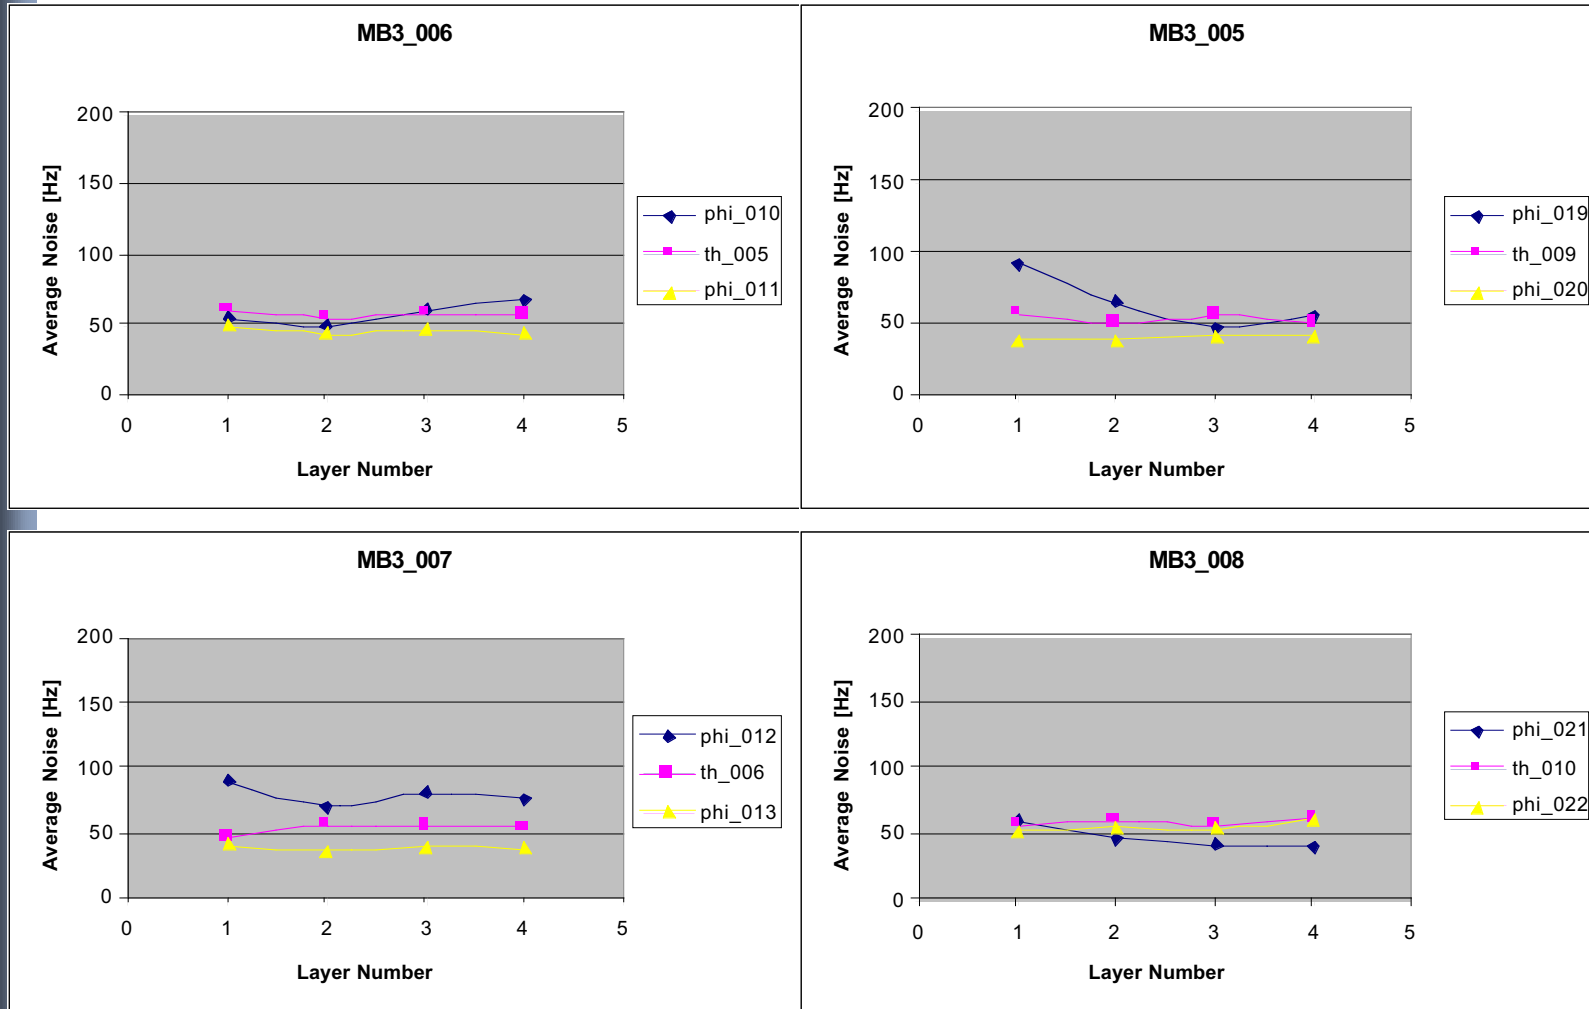 MB3_006
200
150
100
50
0
Average Noise [Hz]
0 1 2 3 4 5
Layer Number
phi_010
th_005
phi_011
MB3_005
200
150
100
50
0
Average Noise [Hz]
0 1 2 3 4 5
Layer Number
phi_019
th_009
phi_020
MB3_007
200
150
100
50
0
Average Noise [Hz]
0 1 2 3 4 5
Layer Number
phi_012
th_006
phi_013
MB3_008
200
150
100
50
0
Average Noise [Hz]
0 1 2 3 4 5
Layer Number
phi_021
th_010
phi_022